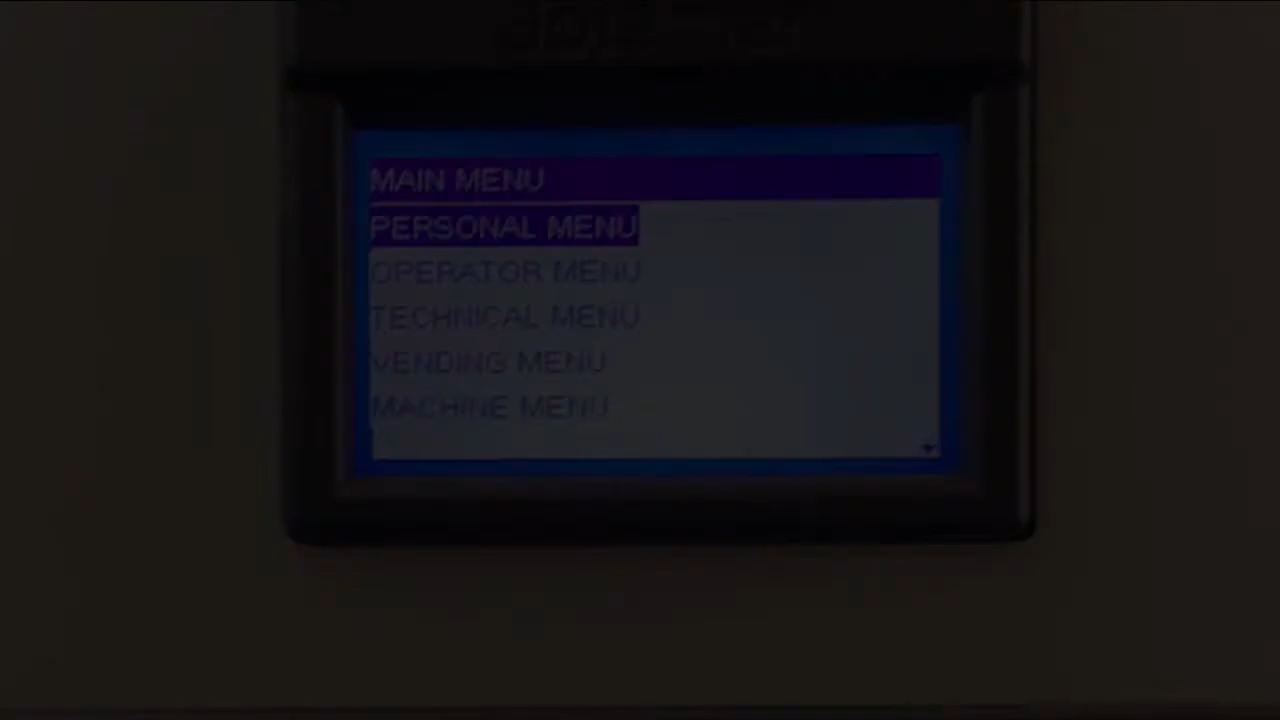 MAIN MENU
PERSONAL MENU
OPERATOR MENU
TECHNICAL MENU
VENDING MENU
MACHINE MENU